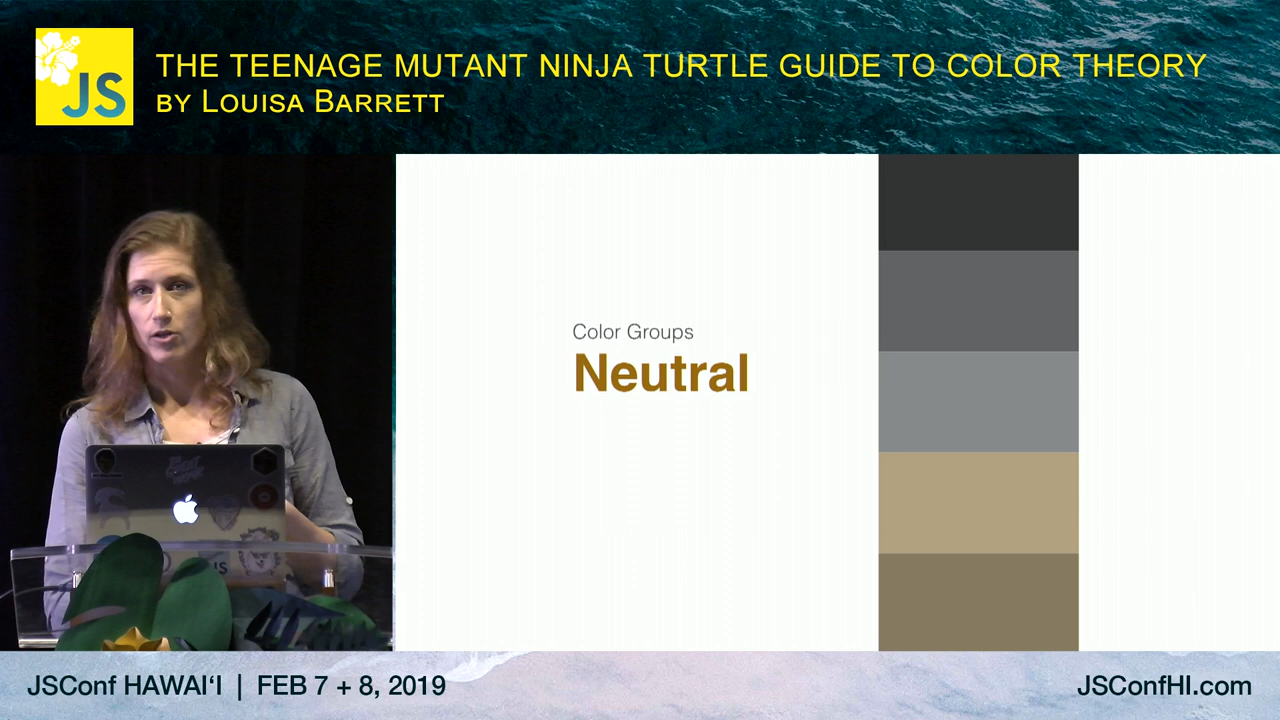 JS
THE TEENAGE MUTANT NINJA TURTLE GUIDE TO COLOR THEORY
BY LOUISA BARRETT
Color Groups
Neutral
JSConf HAWAI‘I | FEB 7 + 8, 2019
JSConfHI.com